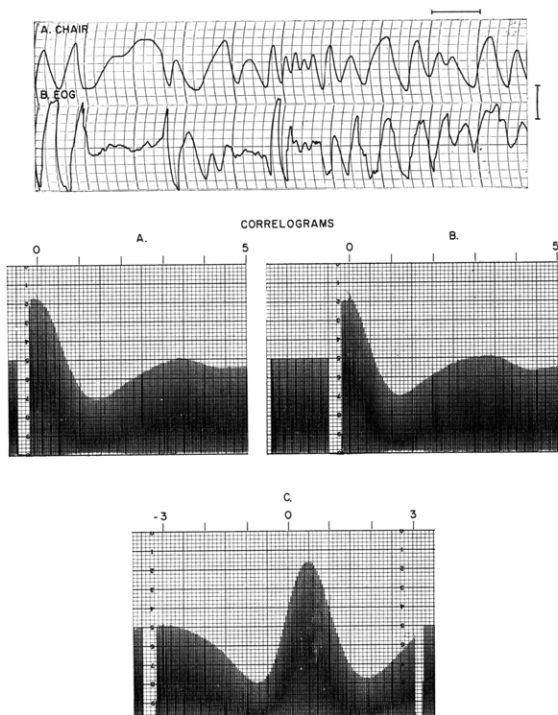 A. CHAIR
B. EOG
CORRELOGRAMS
A. B.
0 5 0 5
C.
-3 0 3